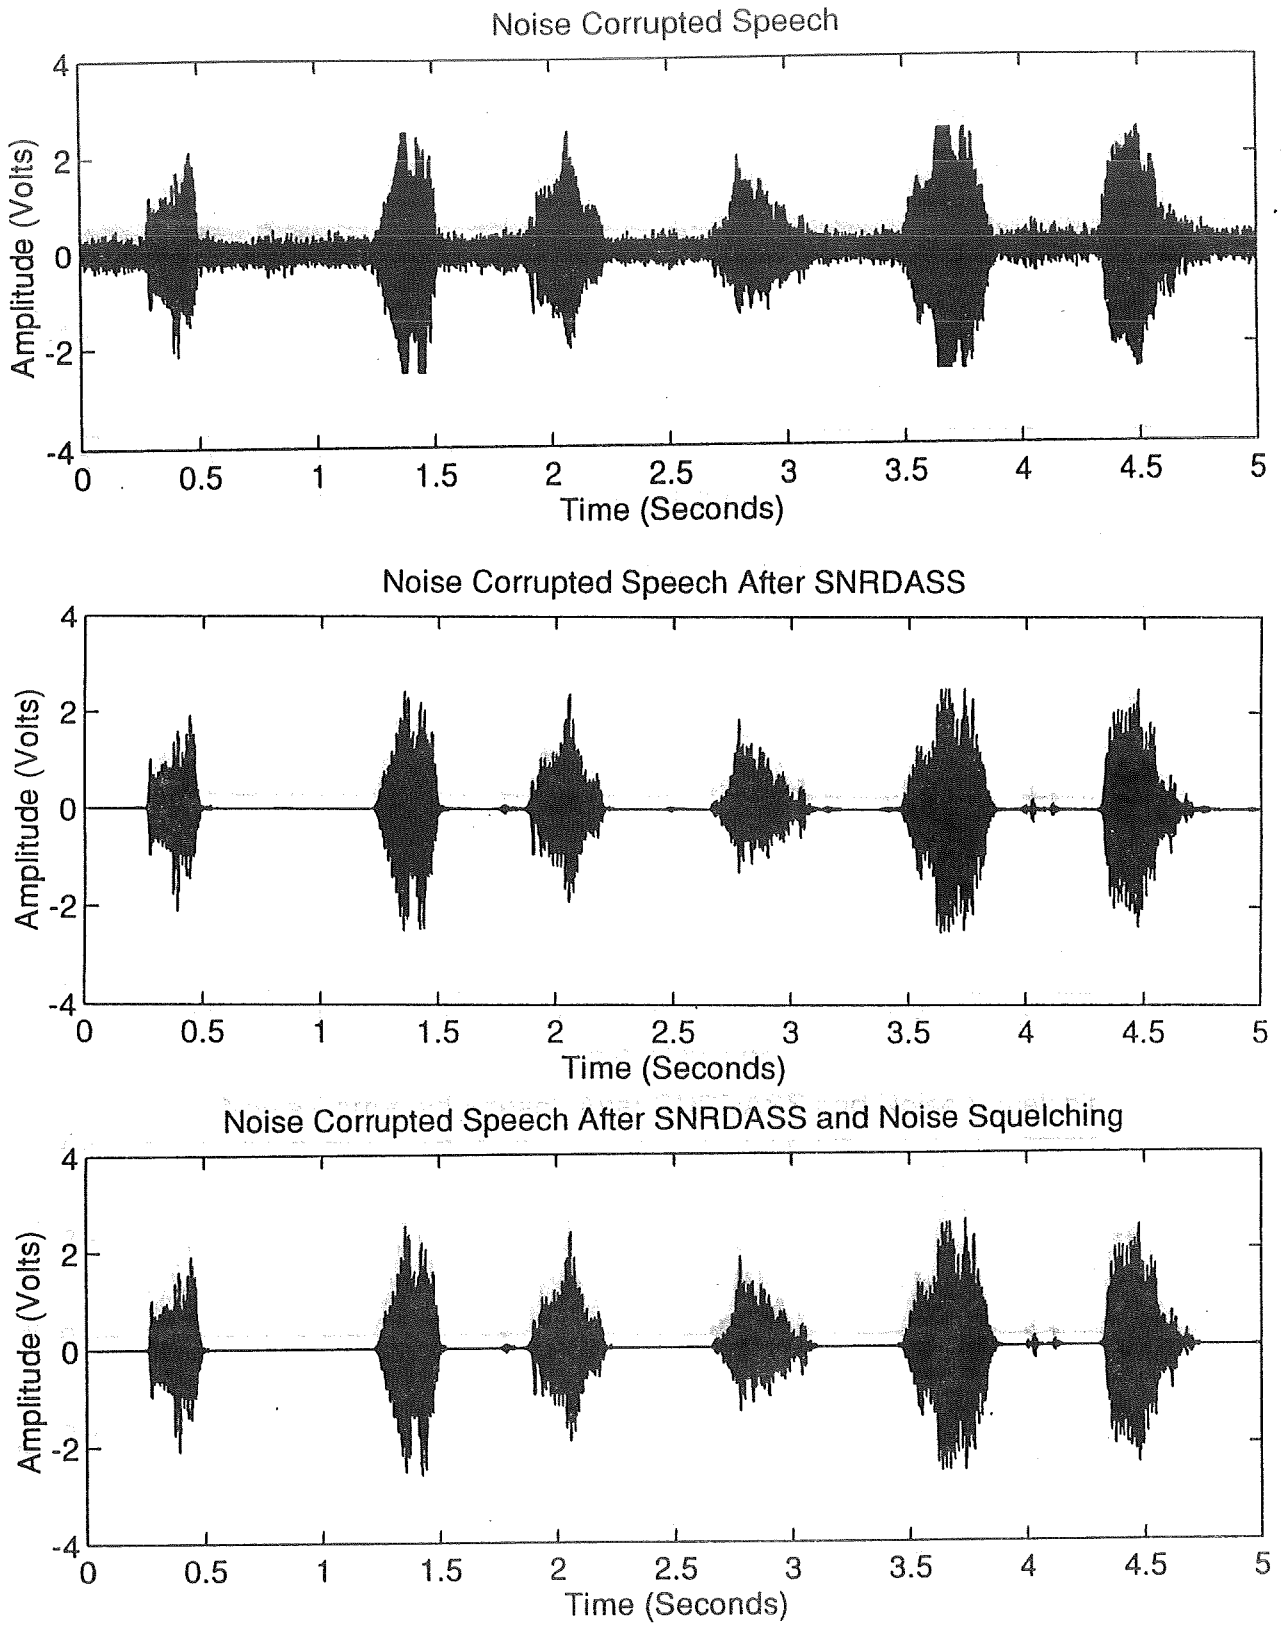 Noise Corrupted Speech
4
2
0
-2
-4
Amplitude (Volts)
0 0.5 1 1.5 2 2.5 3 3.5 4 4.5 5
Time (Seconds)
Noise Corrupted Speech After SNRDASS
4
2
0
-2
-4
Amplitude (Volts)
0 0.5 1 1.5 2 2.5 3 3.5 4 4.5 5
Time (Seconds)
Noise Corrupted Speech After SNRDASS and Noise Squelching
4
2
0
-2
-4
Amplitude (Volts)
0 0.5 1 1.5 2 2.5 3 3.5 4 4.5 5
Time (Seconds)